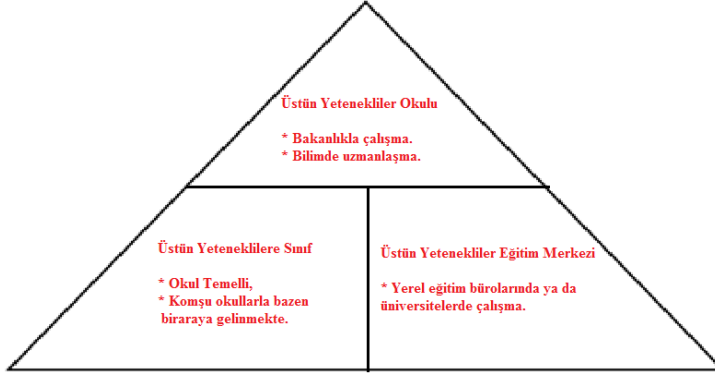 Üstün Yetenekliler Okulu
* Bakanlıkla çalışma.
* Bilimde uzmanlaşma.
Üstün Yeteneklilere Sınıf
* Okul Temelli,
* Komşu okullarla bazen
biraraya gelinmekte.
Üstün Yetenekliler Eğitim Merkezi
* Yerel eğitim bürolarında ya da
üniversitelerde çalışma.